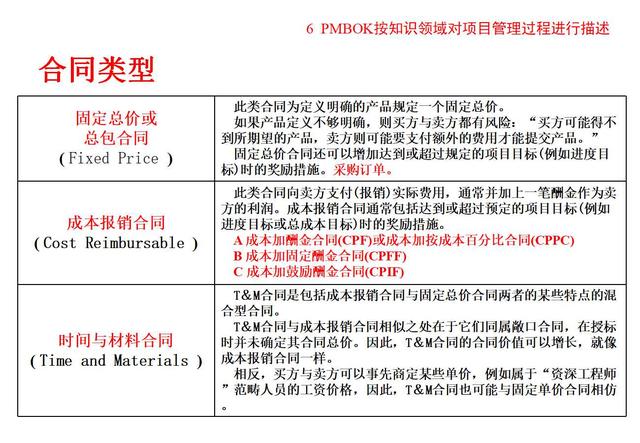 6 PMBOK按知识领域对项目管理过程进行描述
合同类型
固定总价或
总包合同
(Fixed Price)
此类合同为定义明确的产品规定一个固定总价。
如果产品定义不够明确，则买方与卖方都有风险：“买方可能得不
到所期望的产品，卖方则可能要支付额外的费用才能提交产品。”
固定总价合同还可以增加达到或超过规定的项目目标(例如进度目
标)时的奖励措施。采购订单。
成本报销合同
(Cost Reimbursable)
此类合同向卖方支付(报销)实际费用，通常并加上一笔酬金作为卖
方的利润。成本报销合同通常包括达到或超过预定的项目目标(例如
进度目标或总成本目标)时的奖励措施。
A 成本加酬金合同(CPF)或成本加按成本百分比合同(CPPC)
B 成本加固定酬金合同(CPFF)
C 成本加鼓励酬金合同(CPIF)
时间与材料合同
(Time and Materials)
T&M合同是包括成本报销合同与固定总价合同两者的某些特点的混
合型合同。
T&M合同与成本报销合同相似之处在于它们同属敞口合同，在授标
时并未确定其合同总价。因此，T&M合同的合同价值可以增长，就像
成本报销合同一样。
相反，买方与卖方可以事先商定某些单价，例如属于“资深工程师
”范畴人员的工资价格，因此，T&M合同也可能与固定单价合同相仿
。